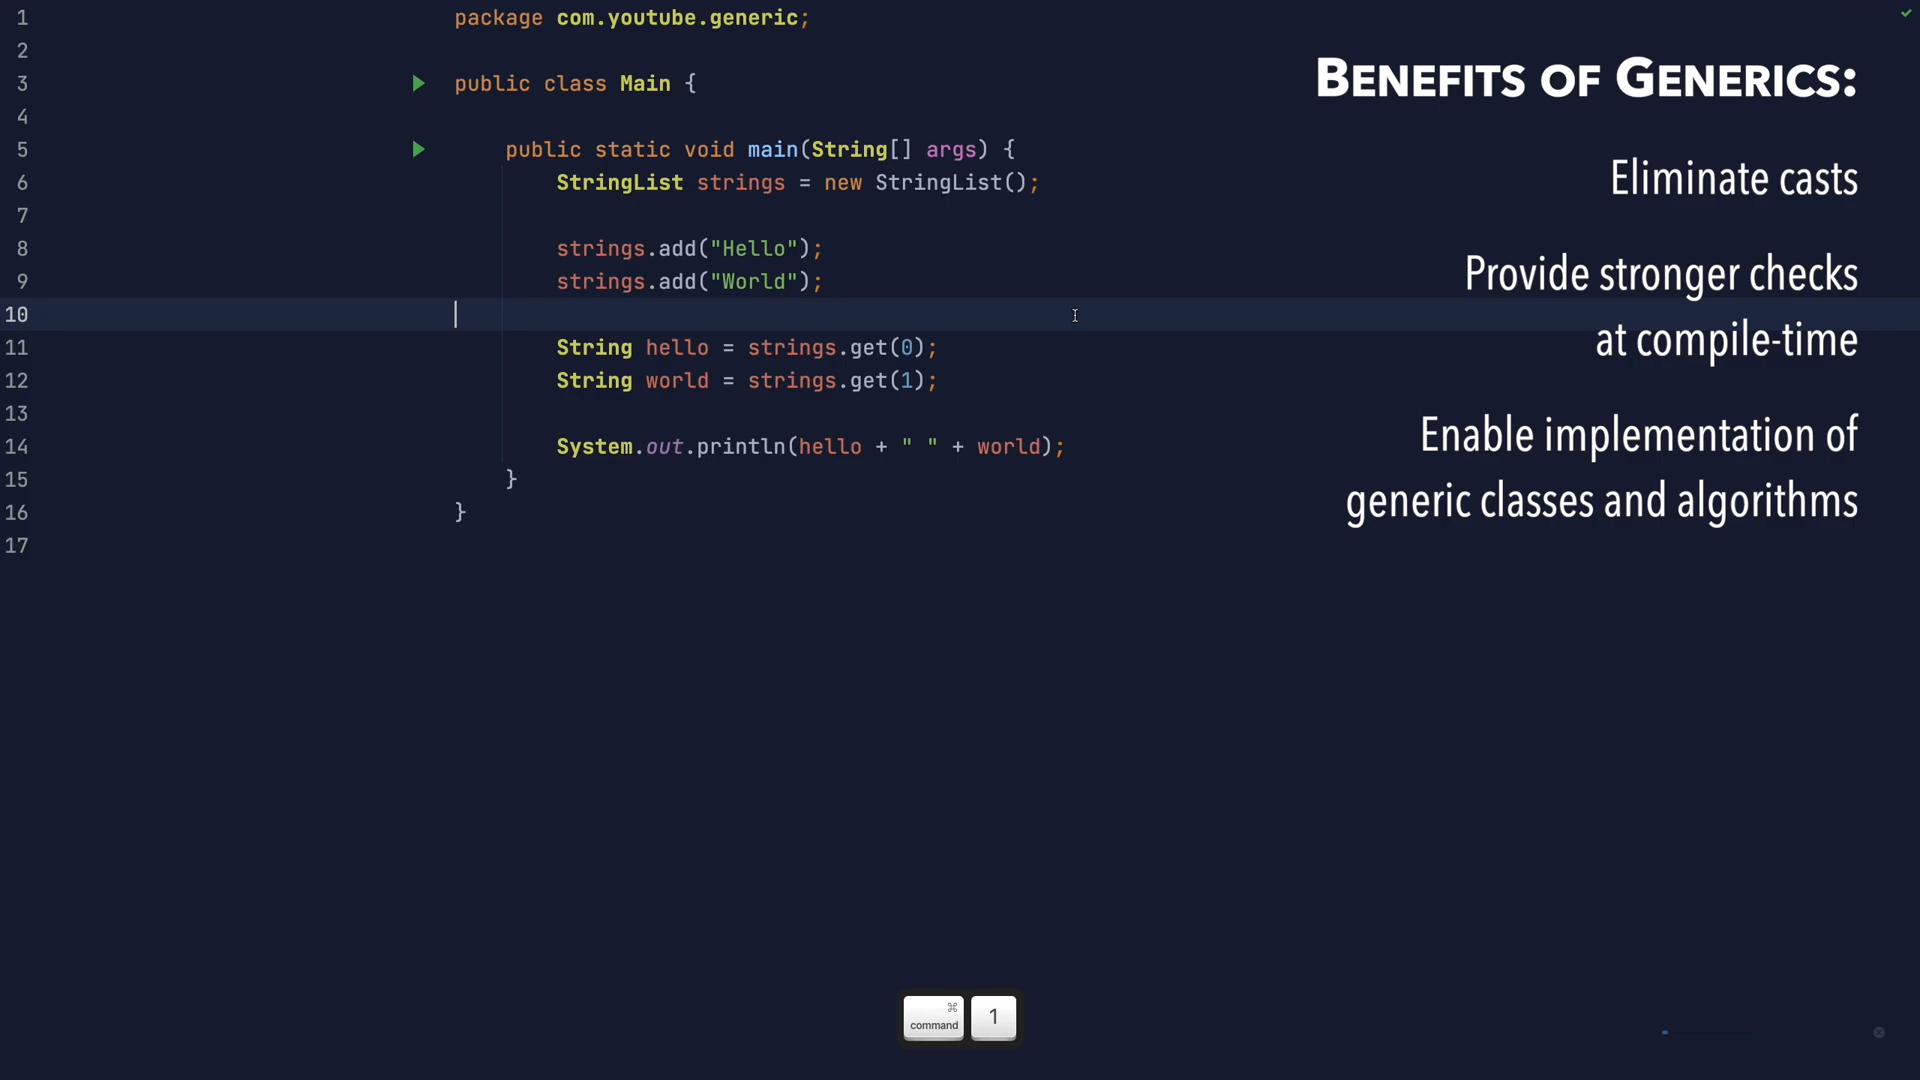 1 package com.youtube.generic;
2
3 public class Main {
4
5 public static void main(String[] args) {
6 StringList strings = new StringList();
7
8 strings.add("Hello");
9 strings.add("World");
10
11 String hello = strings.get(0);
12 String world = strings.get(1);
13
14 System.out.println(hello + " " + world);
15 }
16 }
17
BENEFITS OF GENERICS:
Eliminate casts
Provide stronger checks
at compile-time
Enable implementation of
generic classes and algorithms
⌘
command
1